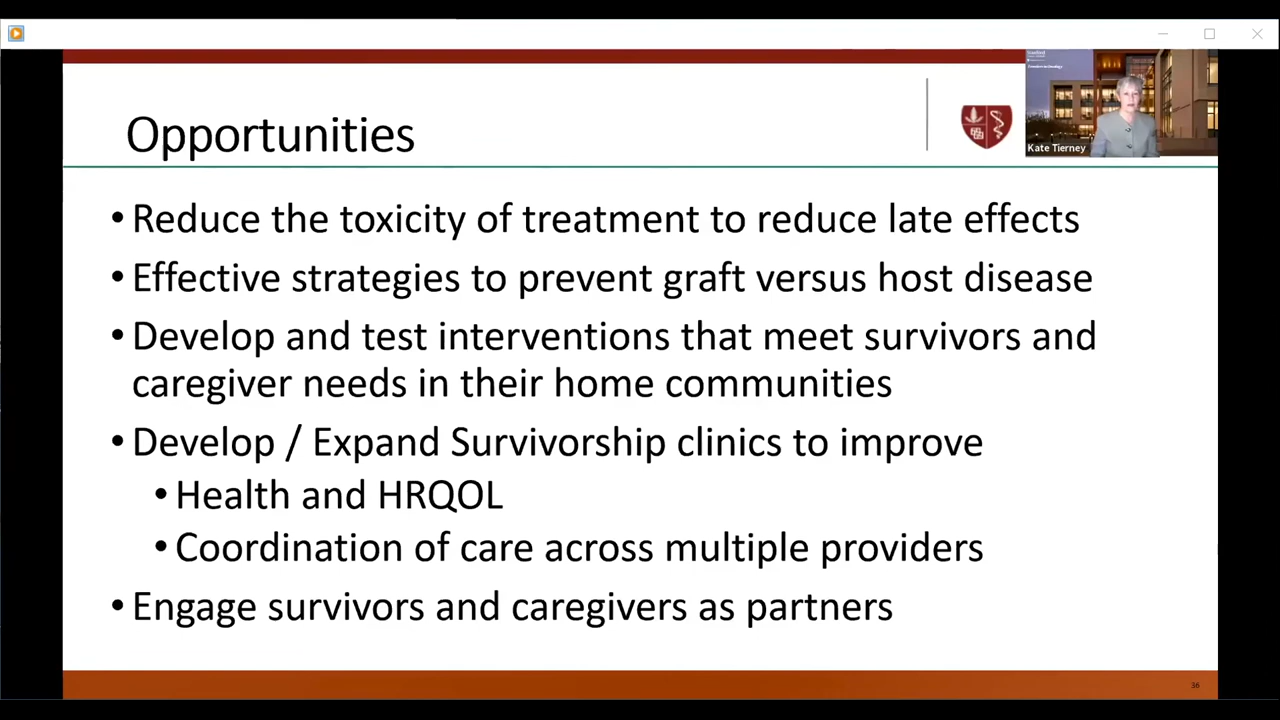 Opportunities
Kate Tierney
• Reduce the toxicity of treatment to reduce late effects
• Effective strategies to prevent graft versus host disease
• Develop and test interventions that meet survivors and
caregiver needs in their home communities
• Develop / Expand Survivorship clinics to improve
• Health and HRQOL
• Coordination of care across multiple providers
• Engage survivors and caregivers as partners
36